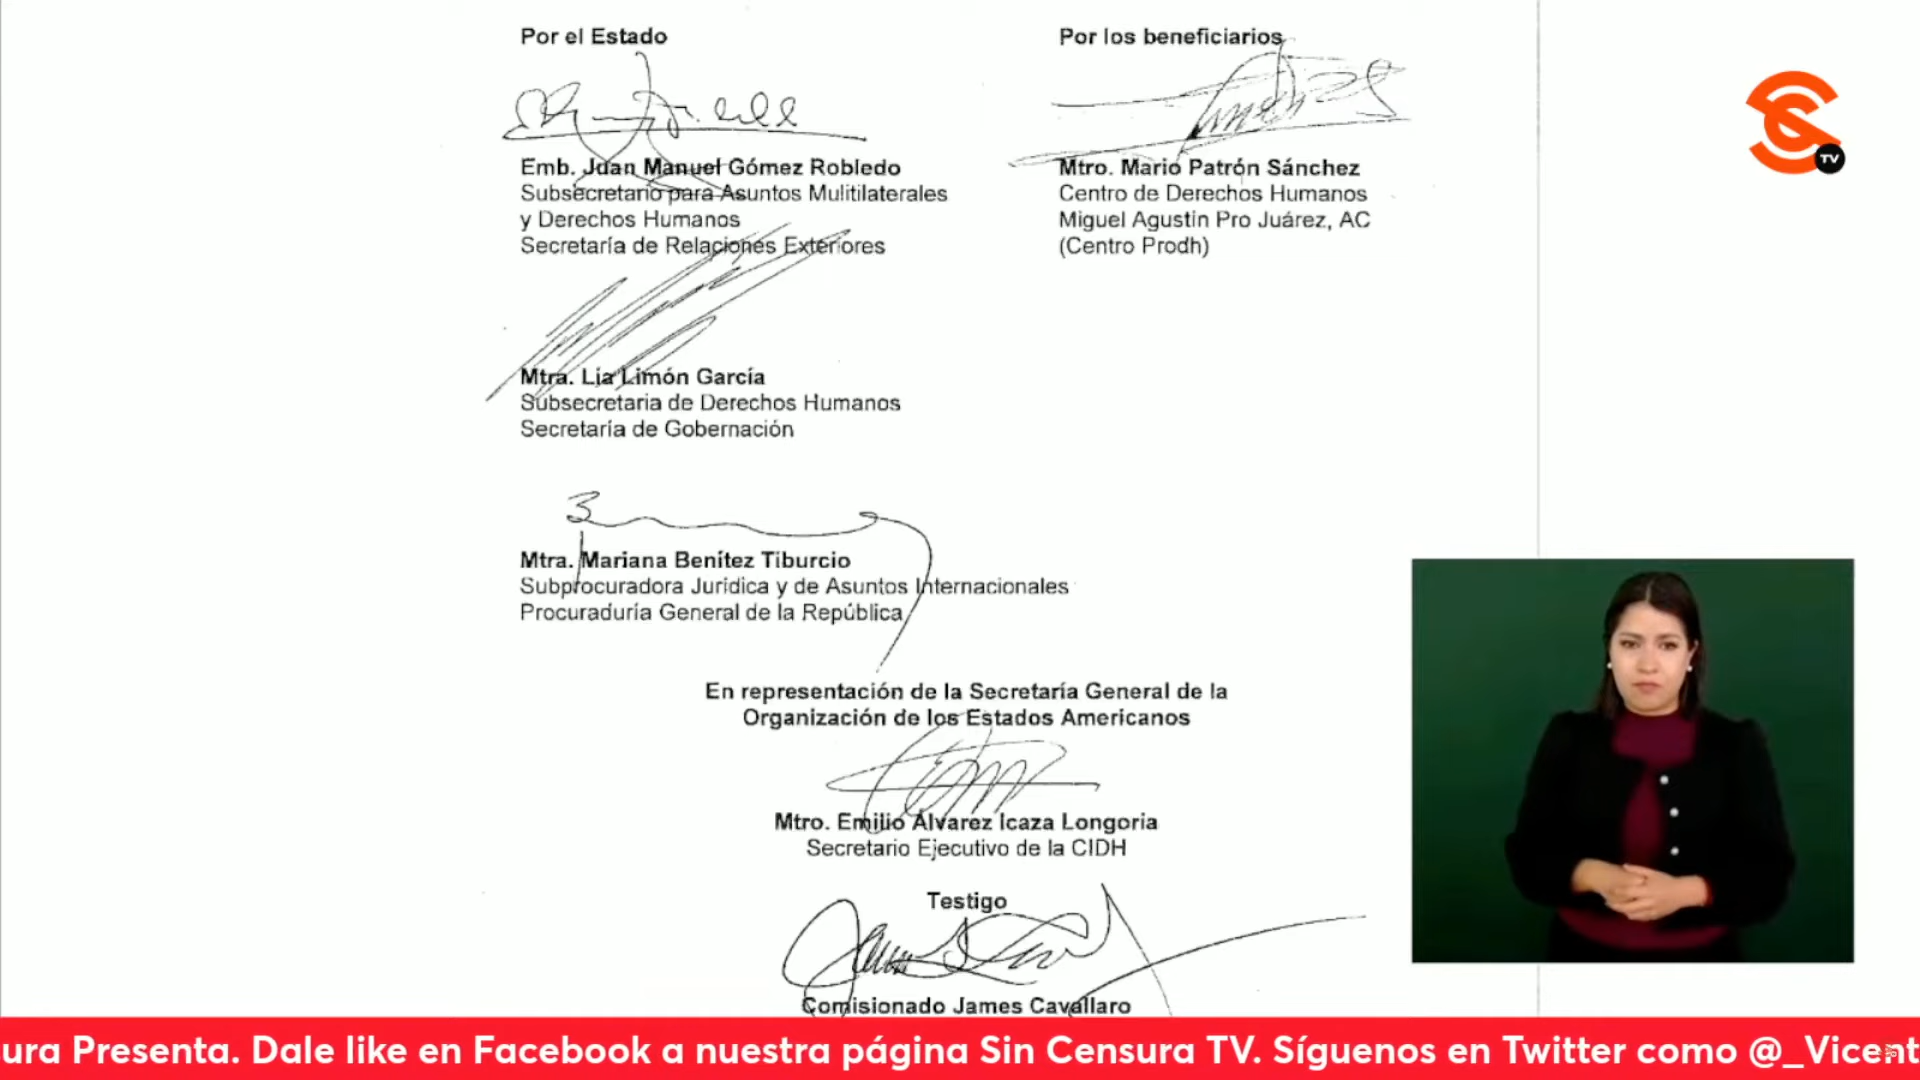 Por el Estado
Emb. Juan Manuel Gómez Robledo
Subsecretario para Asuntos Mulitilaterales
y Derechos Humanos
Secretaría de Relaciones Exteriores
Mtra. Lia Limón García
Subsecretaria de Derechos Humanos
Secretaría de Gobernación
Mtra. Mariana Benítez Tiburcio
Subprocuradora Jurídica y de Asuntos Internacionales
Procuraduría General de la República
Por los beneficiarios
Mtro. Mario Patrón Sánchez
Centro de Derechos Humanos
Miguel Agustín Pro Juárez, AC
(Centro Prodh)
En representación de la Secretaría General de la
Organización de los Estados Americanos
Mtro. Emilio Álvarez Icaza Longoria
Secretario Ejecutivo de la CIDH
Testigo
Comisionado James Cavallaro
TV
ura Presenta. Dale like en Facebook a nuestra página Sin Censura TV. Síguenos en Twitter como @_Vicent